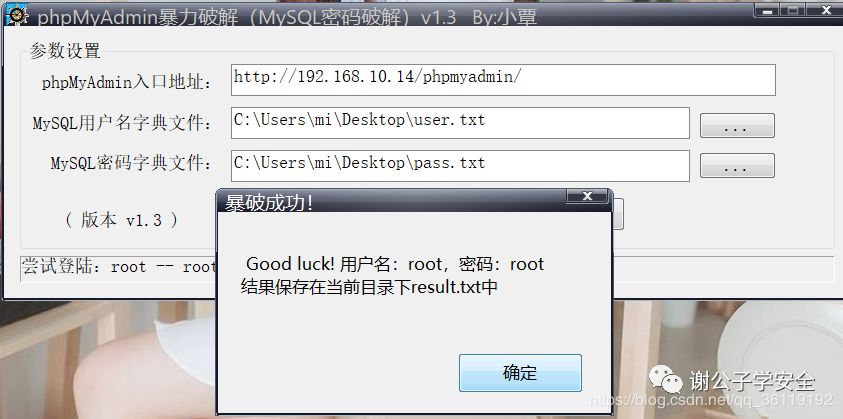 phpMyAdmin暴力破解（MySQL密码破解）v1.3 By:小覃
参数设置
phpMyAdmin入口地址： http://192.168.10.14/phpmyadmin/
MySQL用户名字典文件： C:\Users\mi\Desktop\user.txt ...
MySQL密码字典文件： C:\Users\mi\Desktop\pass.txt ...
( 版本 v1.3 )
尝试登陆：root -- root
暴破成功!
Good luck! 用户名：root，密码：root
结果保存在当前目录下result.txt中
确定
谢公子学安全
https://blog.csdn.net/qq_36119192